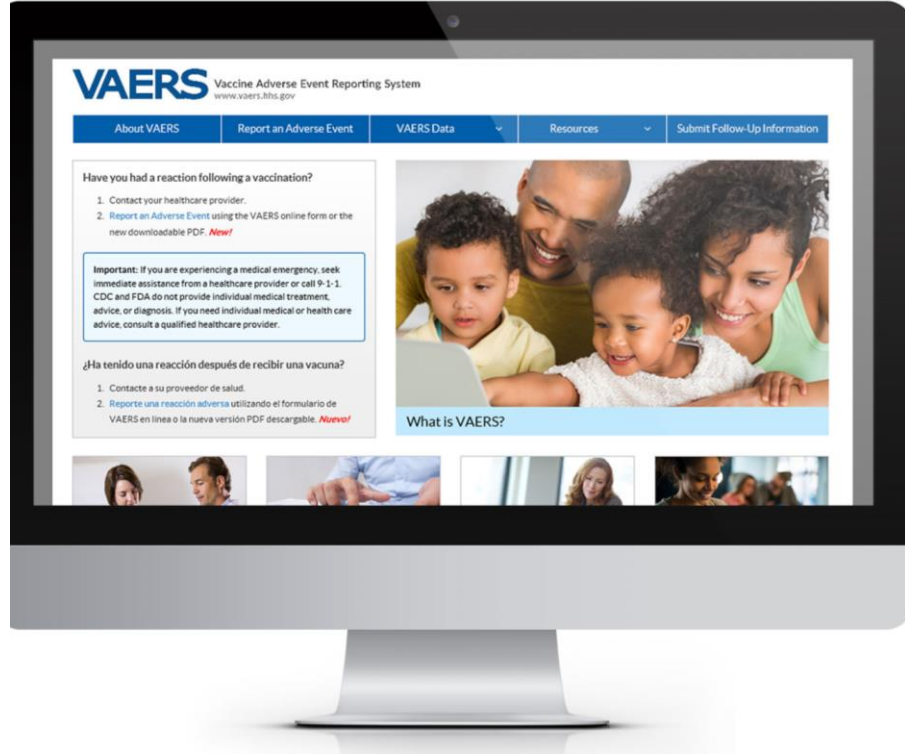 VAERS Vaccine Adverse Event Reporting System
www.vaers.hhs.gov
About VAERS
Report an Adverse Event
VAERS Data
Resources
Submit Follow-Up Information
Have you had a reaction following a vaccination?
1. Contact your healthcare provider.
2. Report an Adverse Event using the VAERS online form or the
new downloadable PDF. New!
Important: If you are experiencing a medical emergency, seek
immediate assistance from a healthcare provider or call 9-1-1.
CDC and FDA do not provide individual medical treatment,
advice, or diagnosis. If you need individual medical or health care
advice, consult a qualified healthcare provider.
¿Ha tenido una reacción después de recibir una vacuna?
1. Contacte a su proveedor de salud.
2. Reporte una reacción adversa utilizando el formulario de
VAERS en línea o la nueva versión PDF descargable. Nuevo!
What is VAERS?